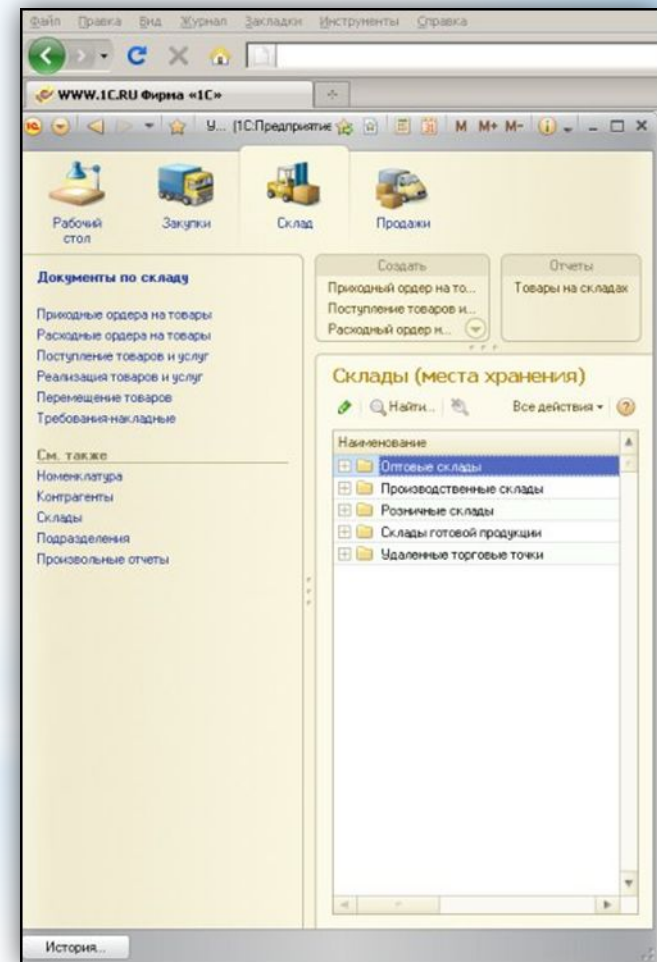 Файл Правка Вид Журнал Закладки Инструменты Справка
WWW.1С.RU Фирма «1С»
У... (1С:Предприятие M M+ M-
Рабочий
стол
Закупки
Склад
Продажи
Документы по складу
Приходные ордера на товары
Расходные ордера на товары
Поступление товаров и услуг
Реализация товаров и услуг
Перемещение товаров
Требования-накладные
См. также
Номенклатура
Контрагенты
Склады
Подразделения
Произвольные отчеты
Создать
Приходный ордер на то...
Поступление товаров и...
Расходный ордер н...
Отчеты
Товары на складах
Склады (места хранения)
Найти... Все действия
Наименование
Оптовые склады
Производственные склады
Розничные склады
Склады готовой продукции
Удаленные торговые точки
История...